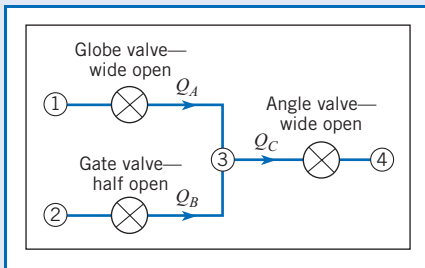 Globe valve—
wide open
Q_A
1
Angle valve—
wide open
Q_C
3
4
Gate valve—
half open
Q_B
2